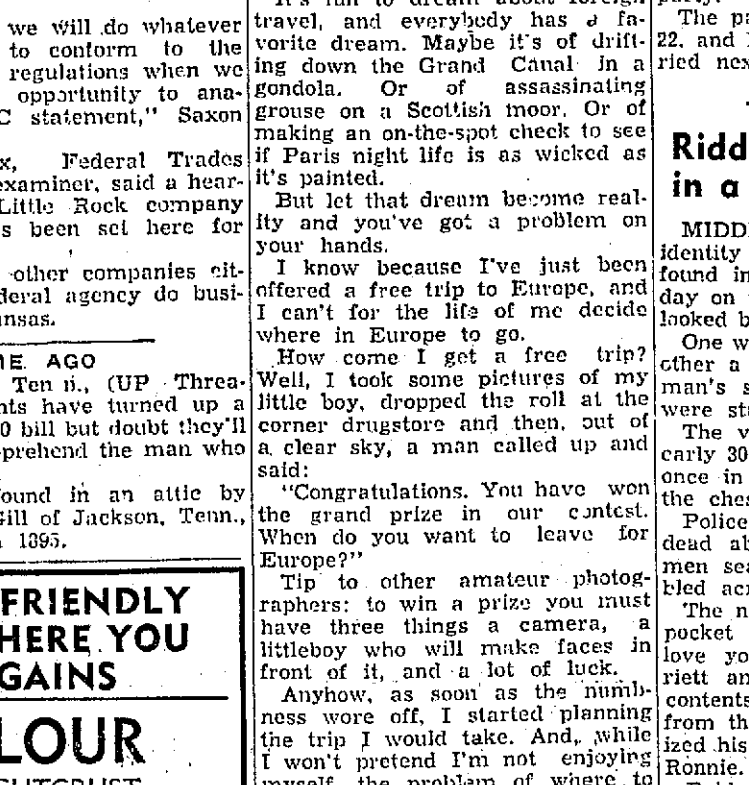 we will do whatever
to conform to the
regulations when we
opportunity to ana-
C statement," Saxon
x, Federal Trades
examiner, said a hear-
Little Rock company
s been set here for
other companies cit-
deral agency do busi-
nsas.
ME AGO
Tenn., (UP Threa-
nts have turned up a
0 bill but doubt they'll
prehend the man who
found in an attic by
Gill of Jackson, Tenn.,
1895.
FRIENDLY
HERE YOU
GAINS
LOUR
It's fun to dream about foreign
travel, and everybody has a fa-
vorite dream. Maybe it's of drift-
ing down the Grand Canal in a
gondola. Or of assassinating
grouse on a Scottish moor. Or of
making an on-the-spot check to see
if Paris night life is as wicked as
it's painted.
But let that dream become real-
ity and you've got a problem on
your hands.
I know because I've just been
offered a free trip to Europe, and
I can't for the life of me decide
where in Europe to go.
How come I get a free trip?
Well, I took some pictures of my
little boy, dropped the roll at the
corner drugstore and then, out of
a clear sky, a man called up and
said:
"Congratulations. You have won
the grand prize in our contest.
When do you want to leave for
Europe?"
Tip to other amateur photog-
raphers: to win a prize you must
have three things a camera, a
littleboy who will make faces in
front of it, and a lot of luck.
Anyhow, as soon as the numb-
ness wore off, I started planning
the trip I would take. And, while
I won't pretend I'm not enjoying
myself, the problem of where to
party.
The pa
22. and
ried nex
Ridd
in a
MIDD
identity
found in
day on
looked b
One w
other a
man's s
were st
The v
early 30
once in
the ches
Police
dead ab
men sea
bled acr
The n
pocket
love yo
riett an
contents
from th
ized his
Ronnie.